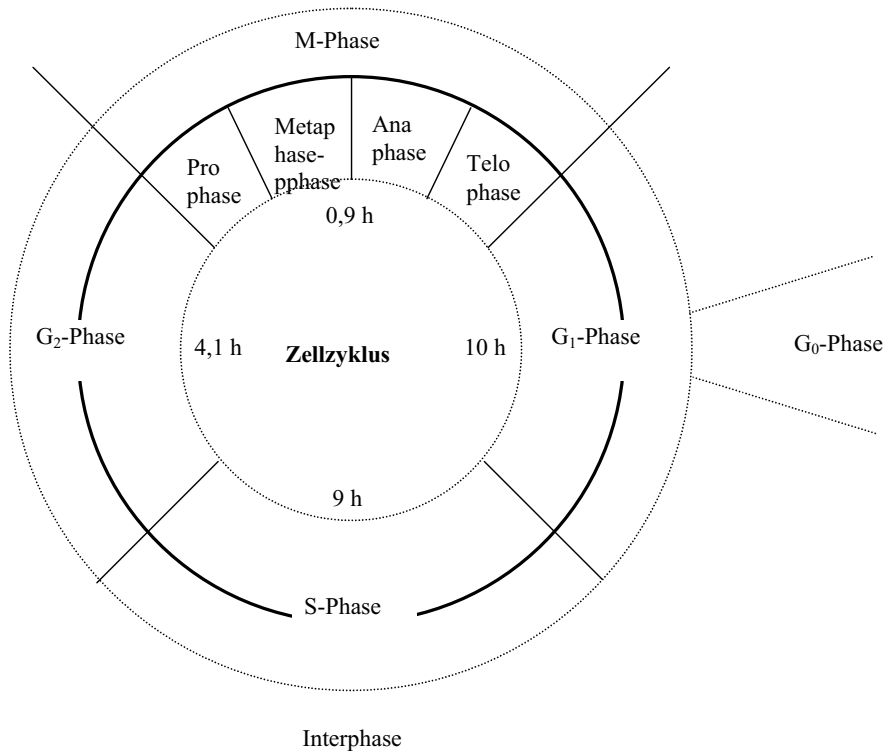 M-Phase
Pro
phase
Metap
hase-
pphase
Ana
phase
Telo
phase
0,9 h
G₂-Phase
4,1 h
Zellzyklus
10 h
G₁-Phase
G₀-Phase
9 h
S-Phase
Interphase